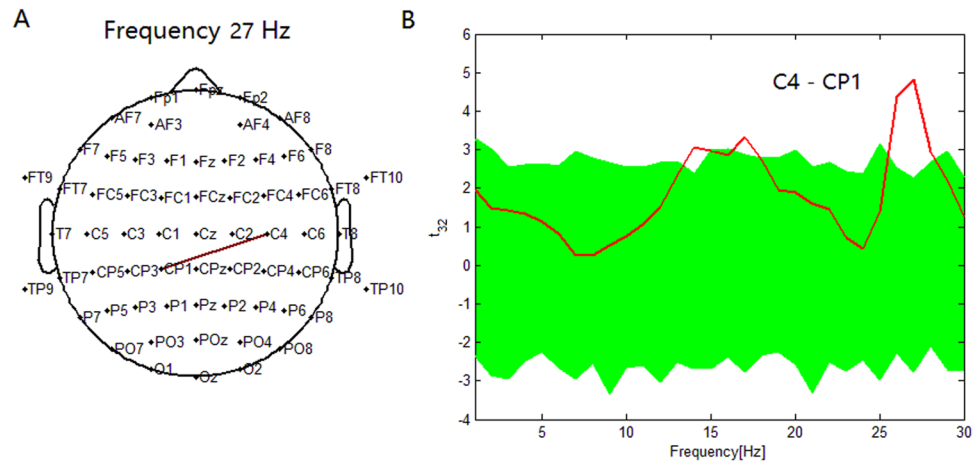 A
Frequency 27 Hz
Fp1 Fpz Fp2
AF7 AF3 AF4 AF8
F7 F5 F3 F1 Fz F2 F4 F6 F8
FT9 FT7 FC5 FC3 FC1 FCz FC2 FC4 FC6 FT8 FT10
T7 C5 C3 C1 Cz C2 C4 C6 T8
TP9 TP7 CP5 CP3 CP1 CPz CP2 CP4 CP6 TP8 TP10
P7 P5 P3 P1 Pz P2 P4 P6 P8
PO7 PO3 POz PO4 PO8
O1 Oz O2
B
C4 - CP1
6
5
4
3
2
1
0
-1
-2
-3
-4
t32
5 10 15 20 25 30
Frequency[Hz]